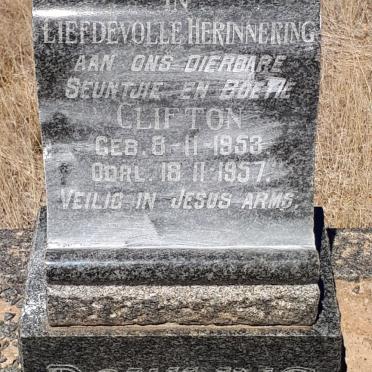 IN
LIEFDEVOLLE HERINNERING
AAN ONS DIERBARE
SEUNTJIE EN BOETIE
CLIFTON
GEB. 8-11-1953
OORL. 18-11-1957.
VEILIG IN JESUS ARMS.